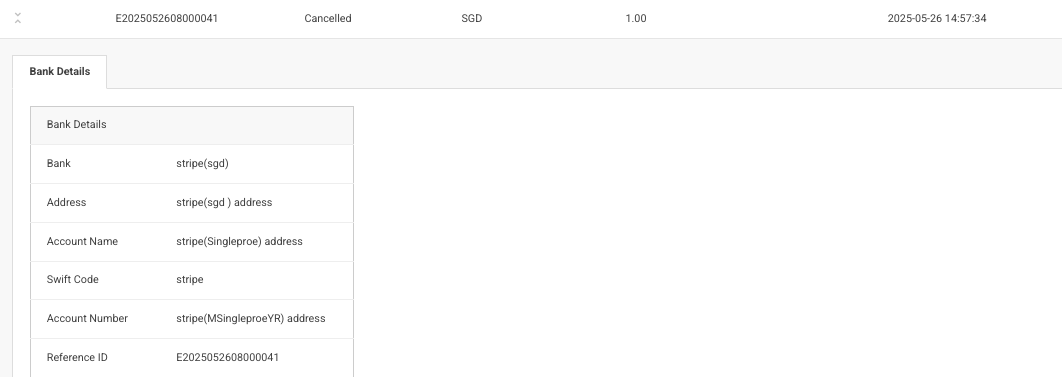 E2025052608000041 Cancelled SGD 1.00 2025-05-26 14:57:34
Bank Details
Bank Details
Bank stripe(sgd)
Address stripe(sgd ) address
Account Name stripe(Singleproe) address
Swift Code stripe
Account Number stripe(MSingleproeYR) address
Reference ID E2025052608000041